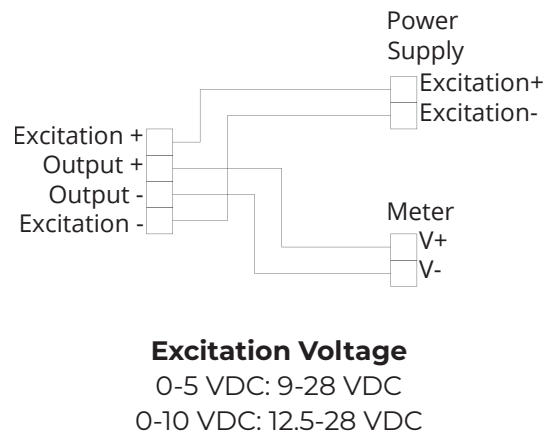 Power
Supply
Excitation+
Excitation-
Excitation +
Output +
Output -
Excitation -
Meter
V+
V-
Excitation Voltage
0-5 VDC: 9-28 VDC
0-10 VDC: 12.5-28 VDC